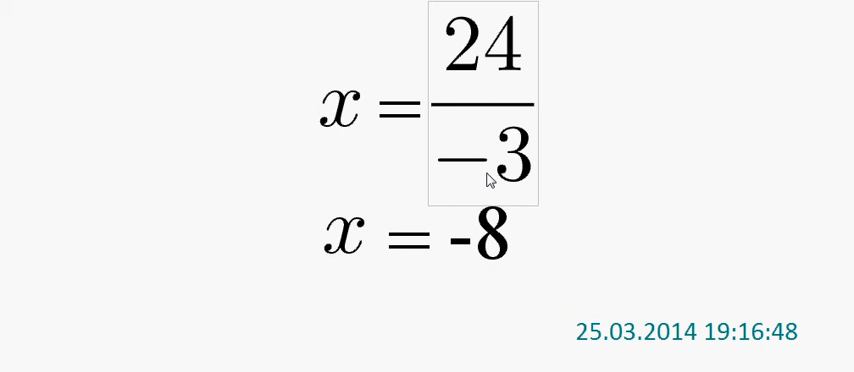 x = 24/−3
x = -8
25.03.2014 19:16:48